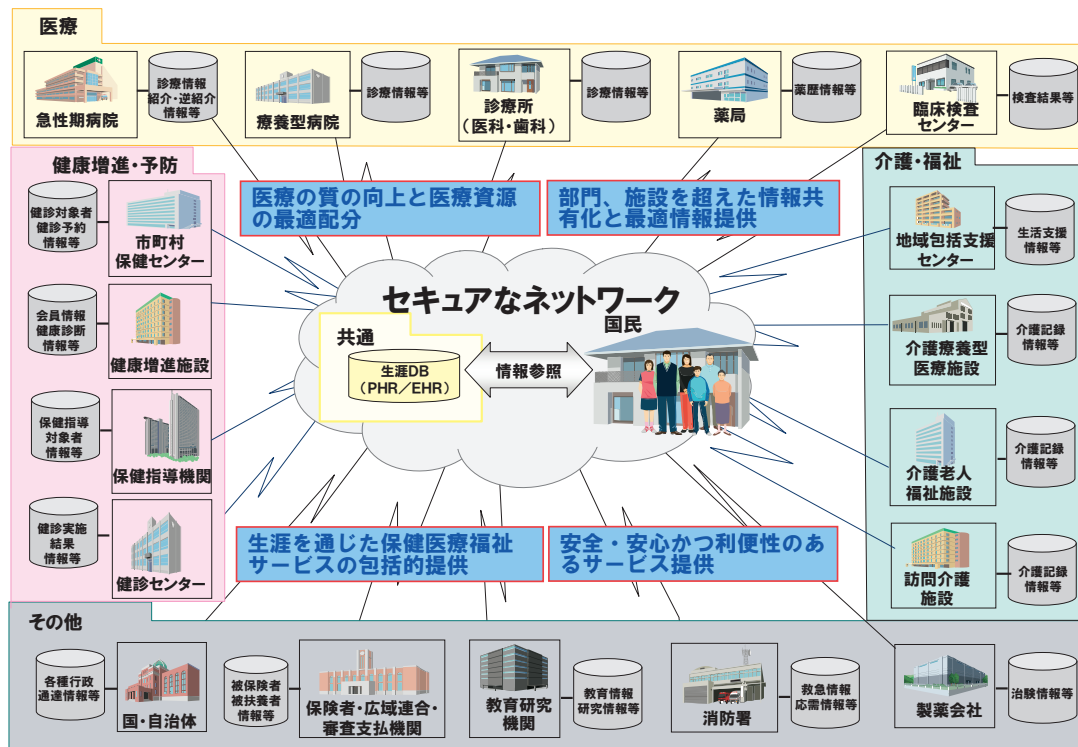 医療
急性期病院
診療情報
紹介・逆紹介
情報等
療養型病院
診療情報等
診療所
（医科・歯科）
診療情報等
薬局
薬歴情報等
臨床検査
センター
検査結果等
健康増進・予防
健診対象者
健診予約
情報等
市町村
保健センター
会員情報
健康診断
情報等
健康増進施設
保健指導
対象者
情報等
保健指導機関
健診実施
結果
情報等
健診センター
医療の質の向上と医療資源
の最適配分
部門、施設を超えた情報共
有化と最適情報提供
セキュアなネットワーク
共通
生涯DB
（PHR／EHR）
情報参照
国民
生涯を通じた保健医療福祉
サービスの包括的提供
安全・安心かつ利便性のあ
るサービス提供
介護・福祉
地域包括支援
センター
生活支援
情報等
介護療養型
医療施設
介護記録
情報等
介護老人
福祉施設
介護記録
情報等
訪問介護
施設
介護記録
情報等
その他
各種行政
通達情報等
国・自治体
被保険者
被扶養者
情報等
保険者・広域連合・
審査支払機関
教育研究
機関
教育情報
研究情報等
消防署
救急情報
応需情報等
製薬会社
治験情報等